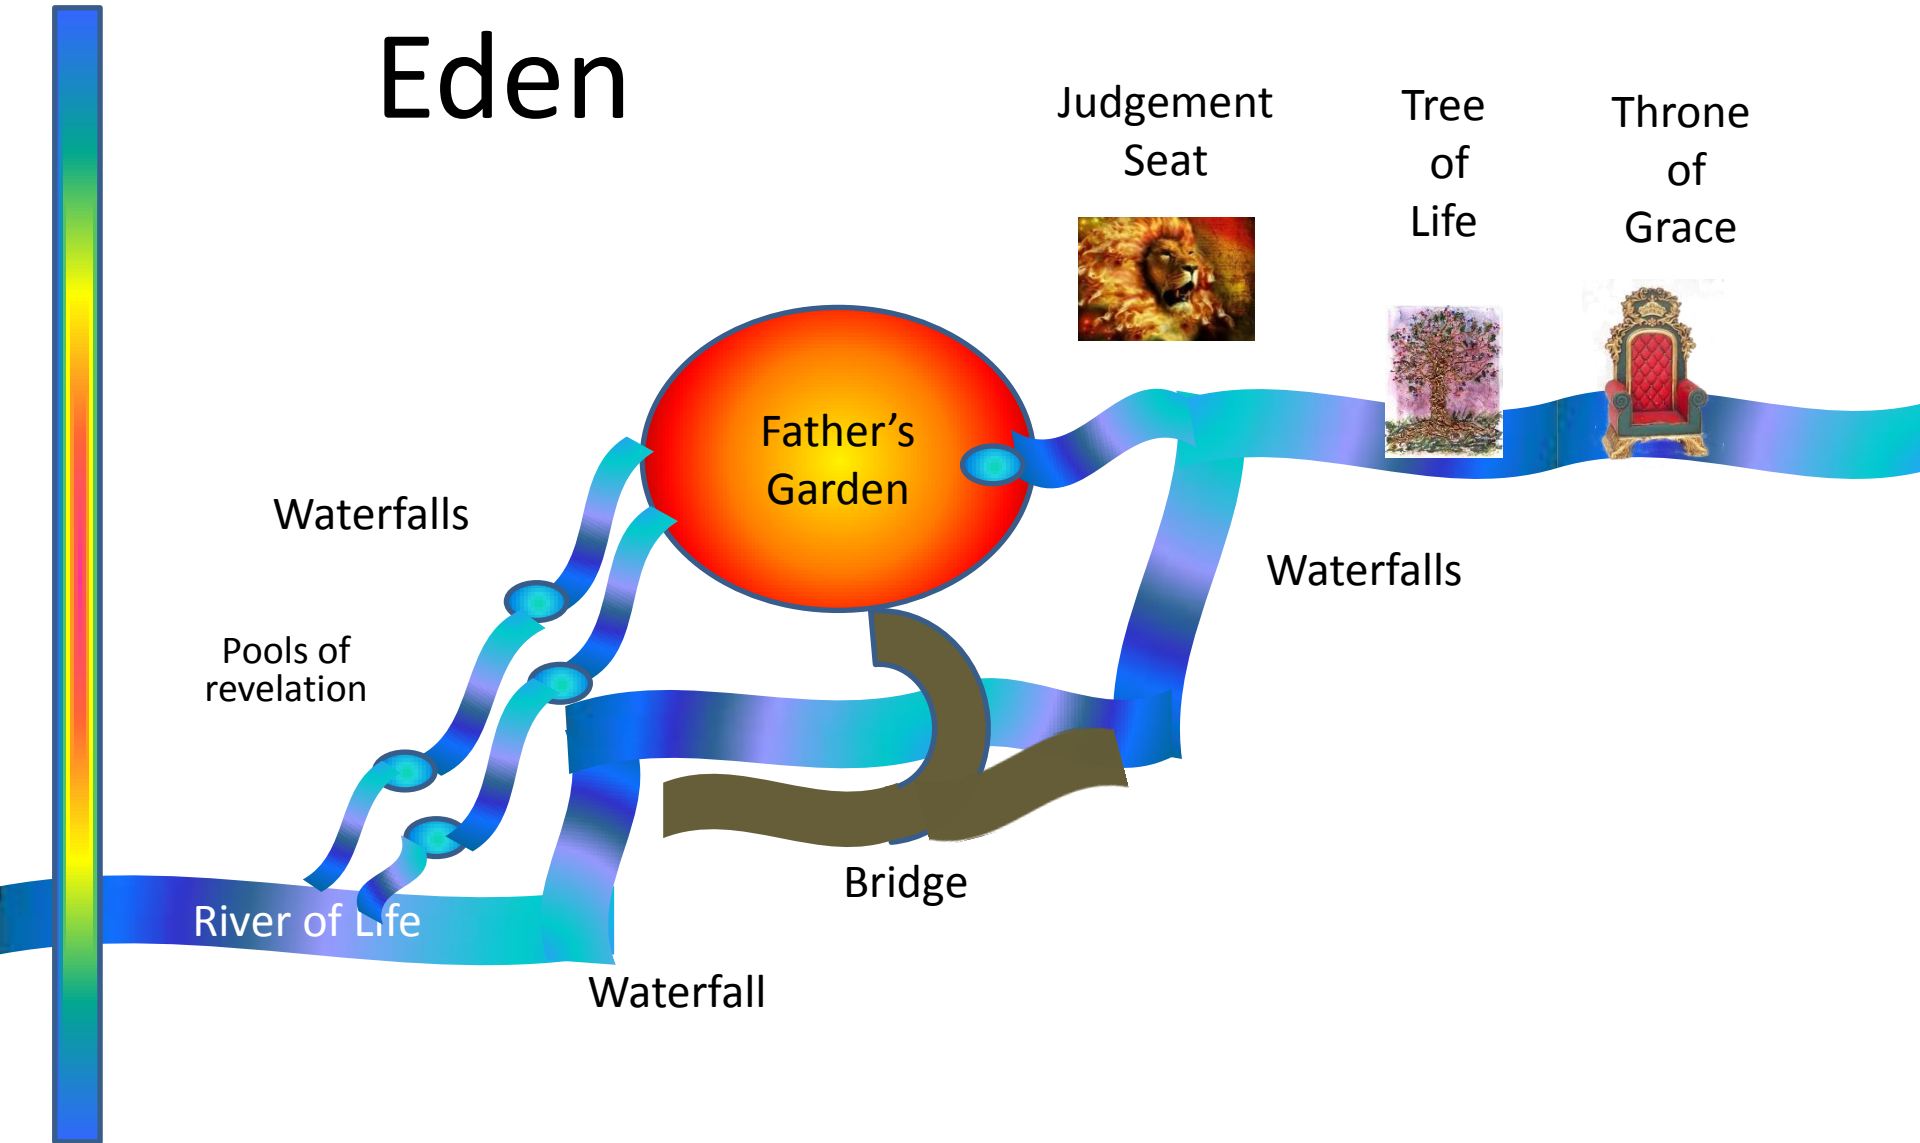 Eden
Judgement
Seat
Tree
of
Life
Throne
of
Grace
Father’s
Garden
Waterfalls
Waterfalls
Pools of
revelation
Bridge
River of Life
Waterfall